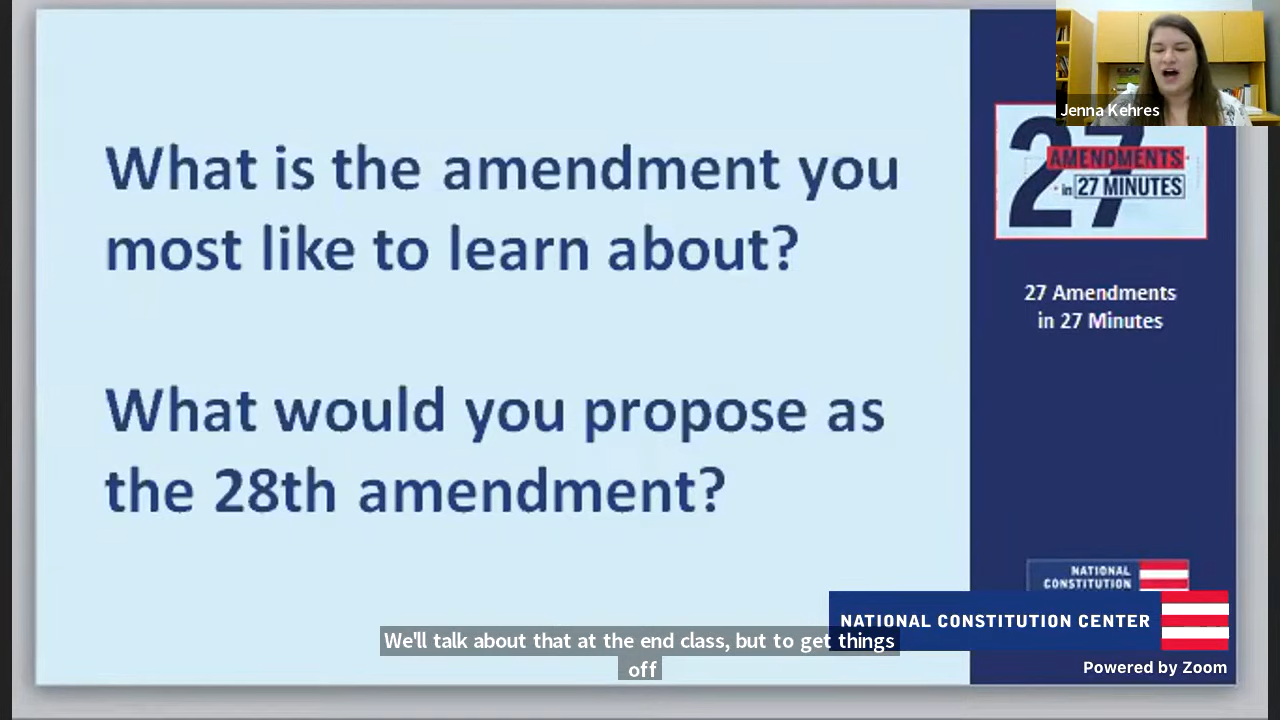 What is the amendment you
most like to learn about?
What would you propose as
the 28th amendment?
Jenna Kehres
27
AMENDMENTS
in 27 MINUTES
27 Amendments
in 27 Minutes
NATIONAL
CONSTITUTION
NATIONAL CONSTITUTION CENTER
Powered by Zoom
We'll talk about that at the end class, but to get things
off